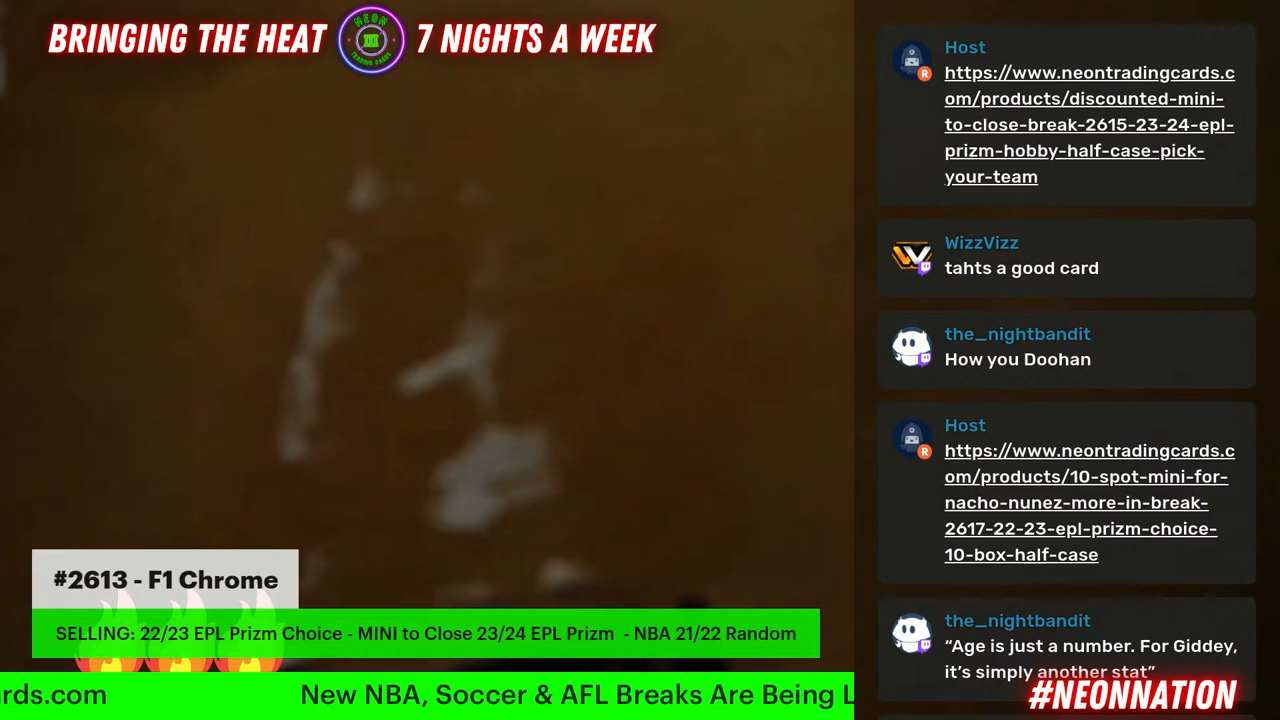 BRINGING THE HEAT
NEON
TRADING CARDS
7 NIGHTS A WEEK
#2613 - F1 Chrome
SELLING: 22/23 EPL Prizm Choice - MINI to Close 23/24 EPL Prizm - NBA 21/22 Random
ards.com
New NBA, Soccer & AFL Breaks Are Being L
Host
https://www.neontradingcards.c
om/products/discounted-mini-
to-close-break-2615-23-24-epl-
prizm-hobby-half-case-pick-
your-team
WizzVizz
tahts a good card
the_nightbandit
How you Doohan
Host
https://www.neontradingcards.c
om/products/10-spot-mini-for-
nacho-nunez-more-in-break-
2617-22-23-epl-prizm-choice-
10-box-half-case
the_nightbandit
“Age is just a number. For Giddey,
it’s simply another stat”
#NEONNATION